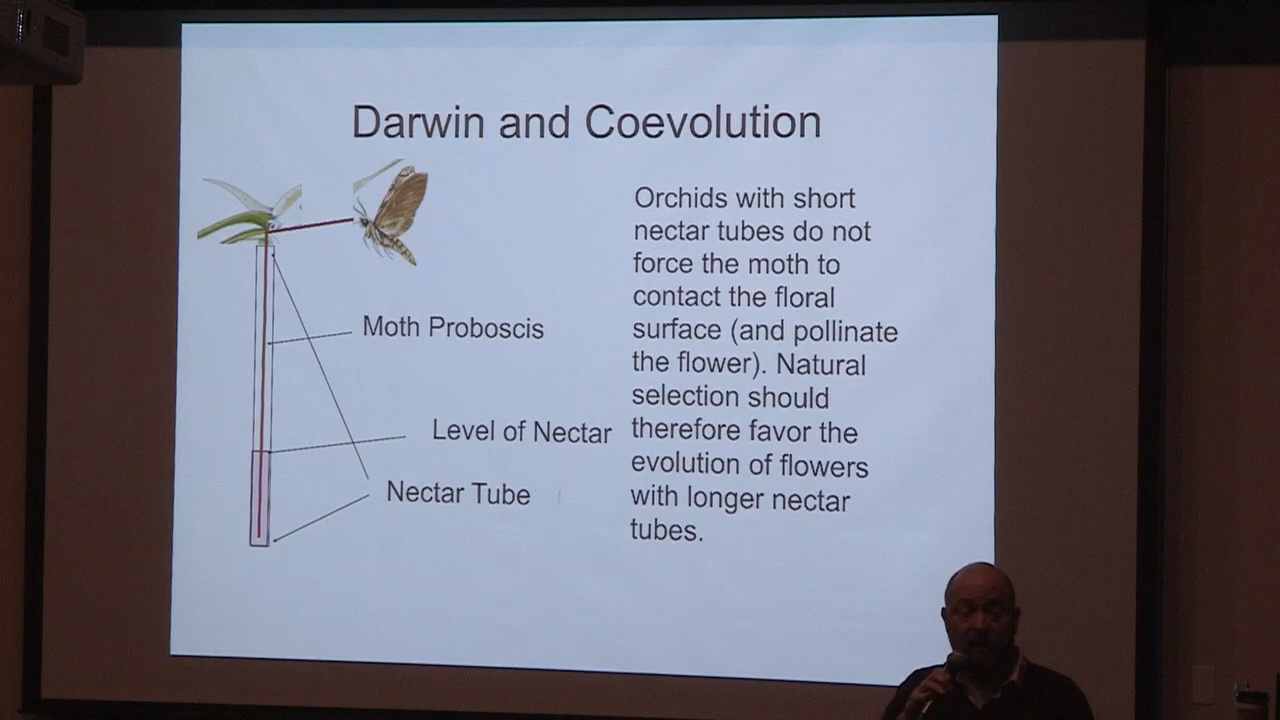 Darwin and Coevolution
Moth Proboscis
Level of Nectar
Nectar Tube
Orchids with short
nectar tubes do not
force the moth to
contact the floral
surface (and pollinate
the flower). Natural
selection should
therefore favor the
evolution of flowers
with longer nectar
tubes.